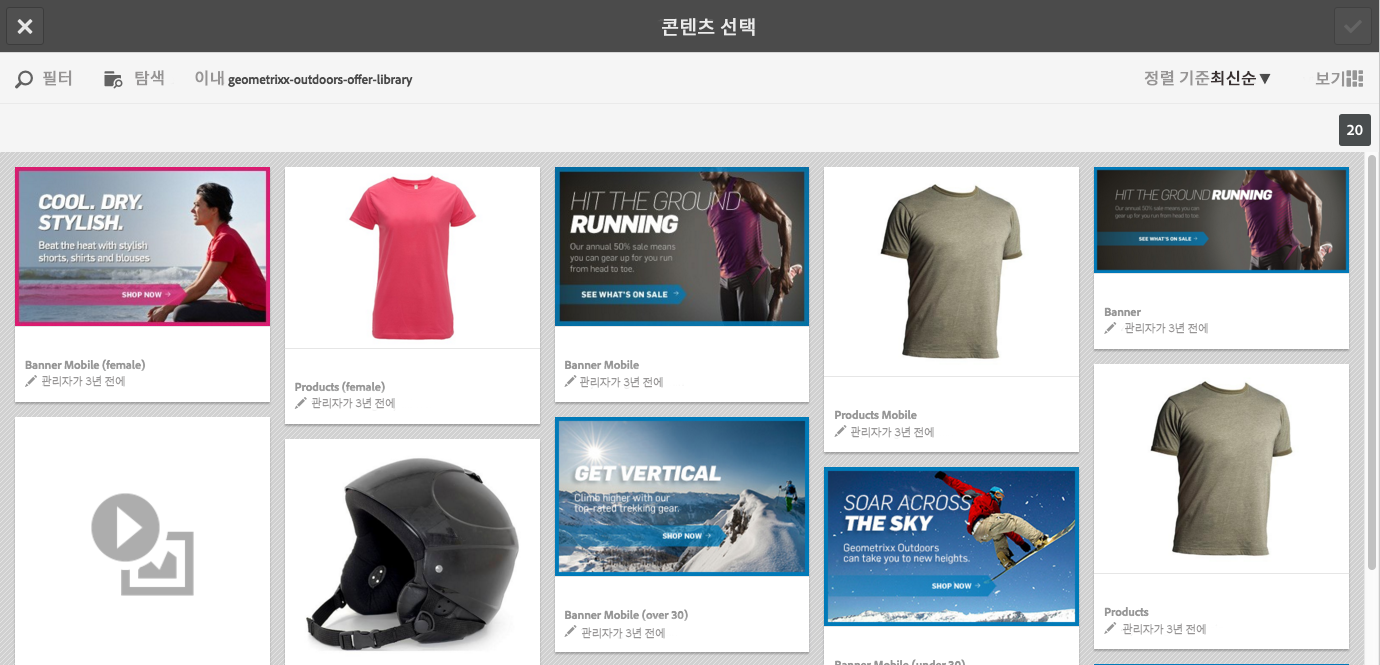 콘텐츠 선택
필터
탐색
이내 geometrixx-outdoors-offer-library
정렬 기준최신순▼
보기
20
COOL. DRY.
STYLISH.
Beat the heat with stylish
shorts, shirts and blouses
SHOP NOW
Banner Mobile (female)
관리자가 3년 전에
Products (female)
관리자가 3년 전에
HIT THE GROUND
RUNNING
Our annual 50% sale means
you can gear up for you run
from head to toe.
SEE WHAT'S ON SALE
Banner Mobile
관리자가 3년 전에
GET VERTICAL
Climb higher with our
top-rated trekking gear.
SHOP NOW
Banner Mobile (over 30)
관리자가 3년 전에
Products Mobile
관리자가 3년 전에
SOAR ACROSS
THE SKY
Geometrixx Outdoors
can take you to new heights.
SHOP NOW
Banner Mobile (under 30)
HIT THE GROUND RUNNING
Our annual 50% sale means you can
gear up for you run from head to toe.
SEE WHAT'S ON SALE
Banner
관리자가 3년 전에
Products
관리자가 3년 전에